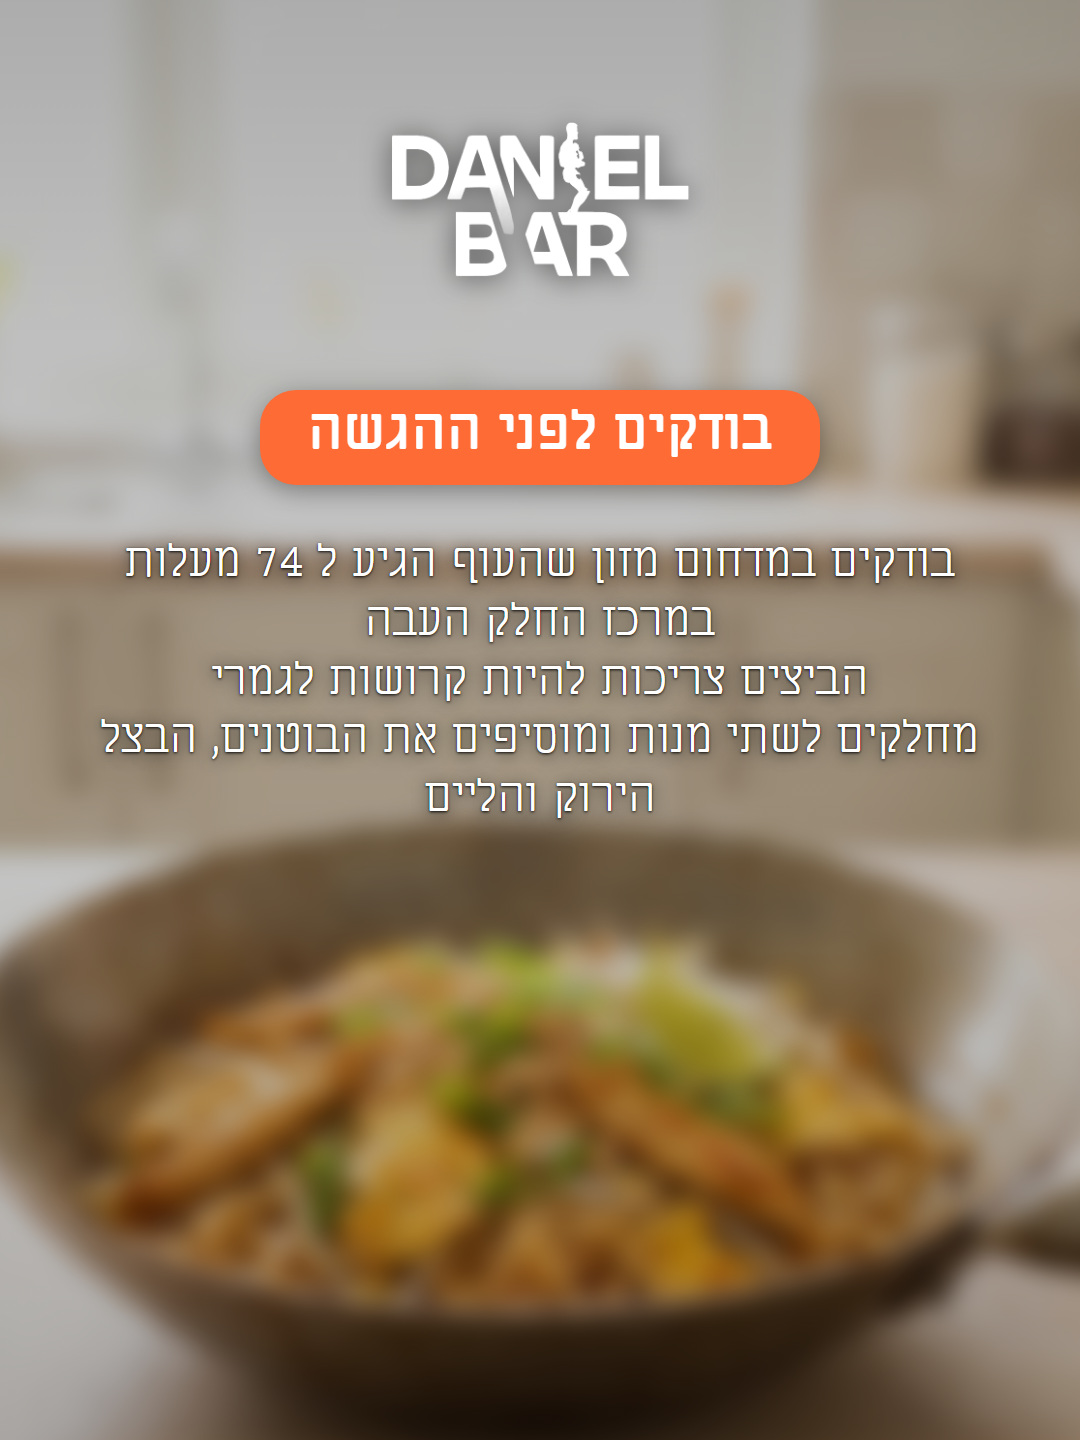 DANIEL
BAR
בודקים לפני ההגשה
בודקים במדחום מזון שהעוף הגיע ל 74 מעלות
במרכז החלק העבה
הביצים צריכות להיות קרושות לגמרי
מחלקים לשתי מנות ומוסיפים את הבוטנים, הבצל
הירוק והליים